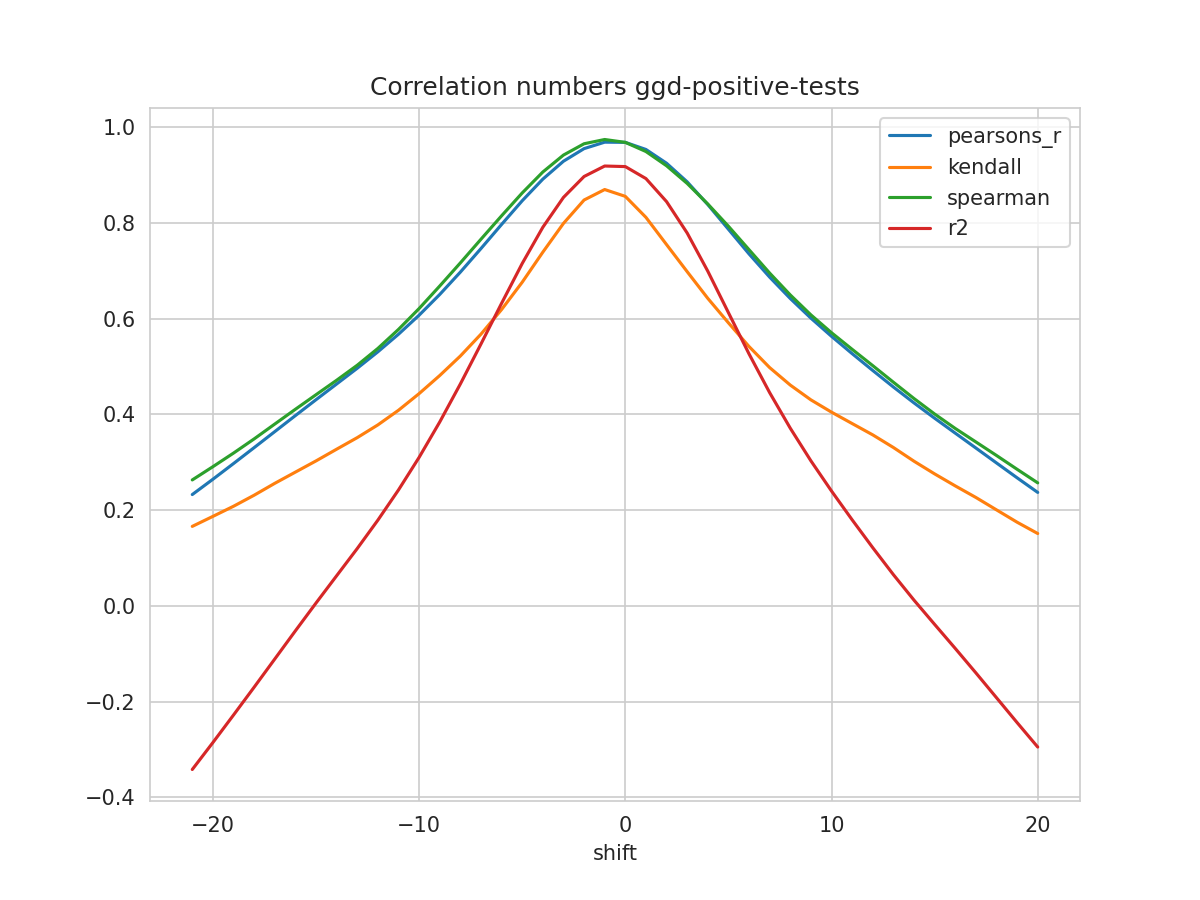 Correlation numbers ggd-positive-tests
1.0
0.8
0.6
0.4
0.2
0.0
−0.2
−0.4
pearsons_r
kendall
spearman
r2
−20 −10 0 10 20
shift